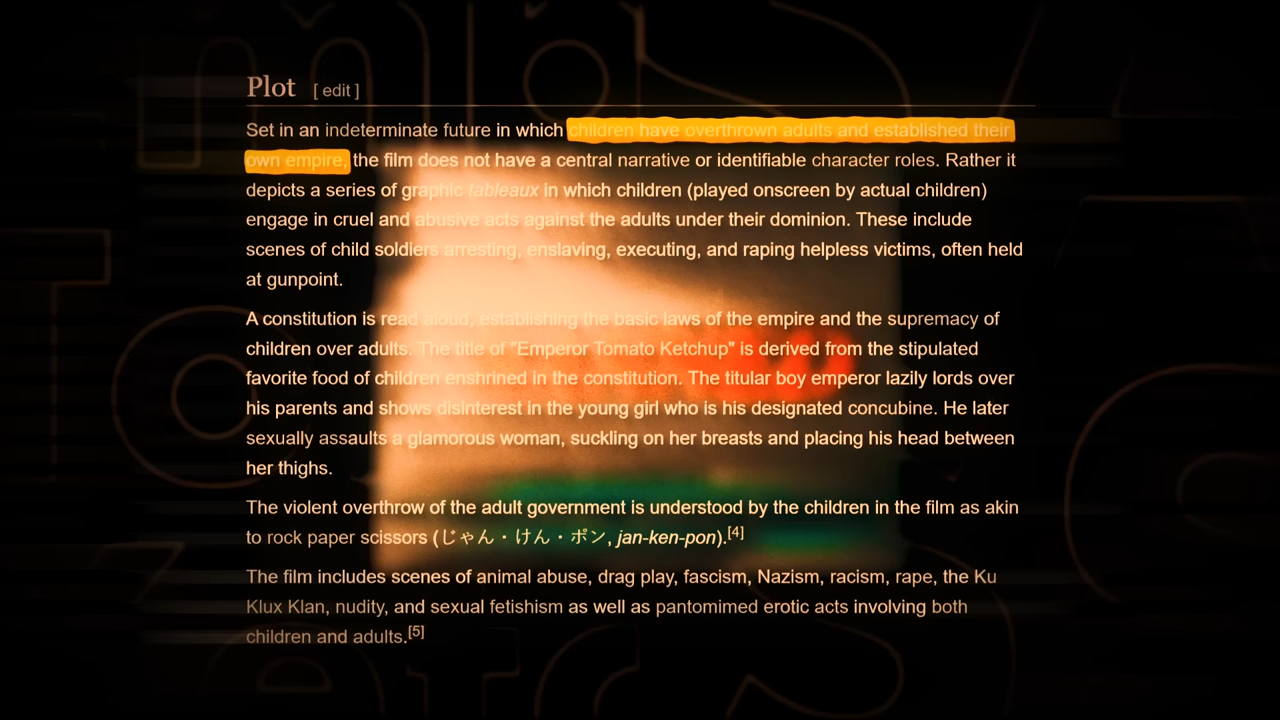 Plot [ edit ]
Set in an indeterminate future in which children have overthrown adults and established their
own empire, the film does not have a central narrative or identifiable character roles. Rather it
depicts a series of graphic tableaux in which children (played onscreen by actual children)
engage in cruel and abusive acts against the adults under their dominion. These include
scenes of child soldiers arresting, enslaving, executing, and raping helpless victims, often held
at gunpoint.
A constitution is read aloud, establishing the basic laws of the empire and the supremacy of
children over adults. The title of "Emperor Tomato Ketchup" is derived from the stipulated
favorite food of children enshrined in the constitution. The titular boy emperor lazily lords over
his parents and shows disinterest in the young girl who is his designated concubine. He later
sexually assaults a glamorous woman, suckling on her breasts and placing his head between
her thighs.
The violent overthrow of the adult government is understood by the children in the film as akin
to rock paper scissors (じゃん・けん・ポン, jan-ken-pon).[4]
The film includes scenes of animal abuse, drag play, fascism, Nazism, racism, rape, the Ku
Klux Klan, nudity, and sexual fetishism as well as pantomimed erotic acts involving both
children and adults.[5]